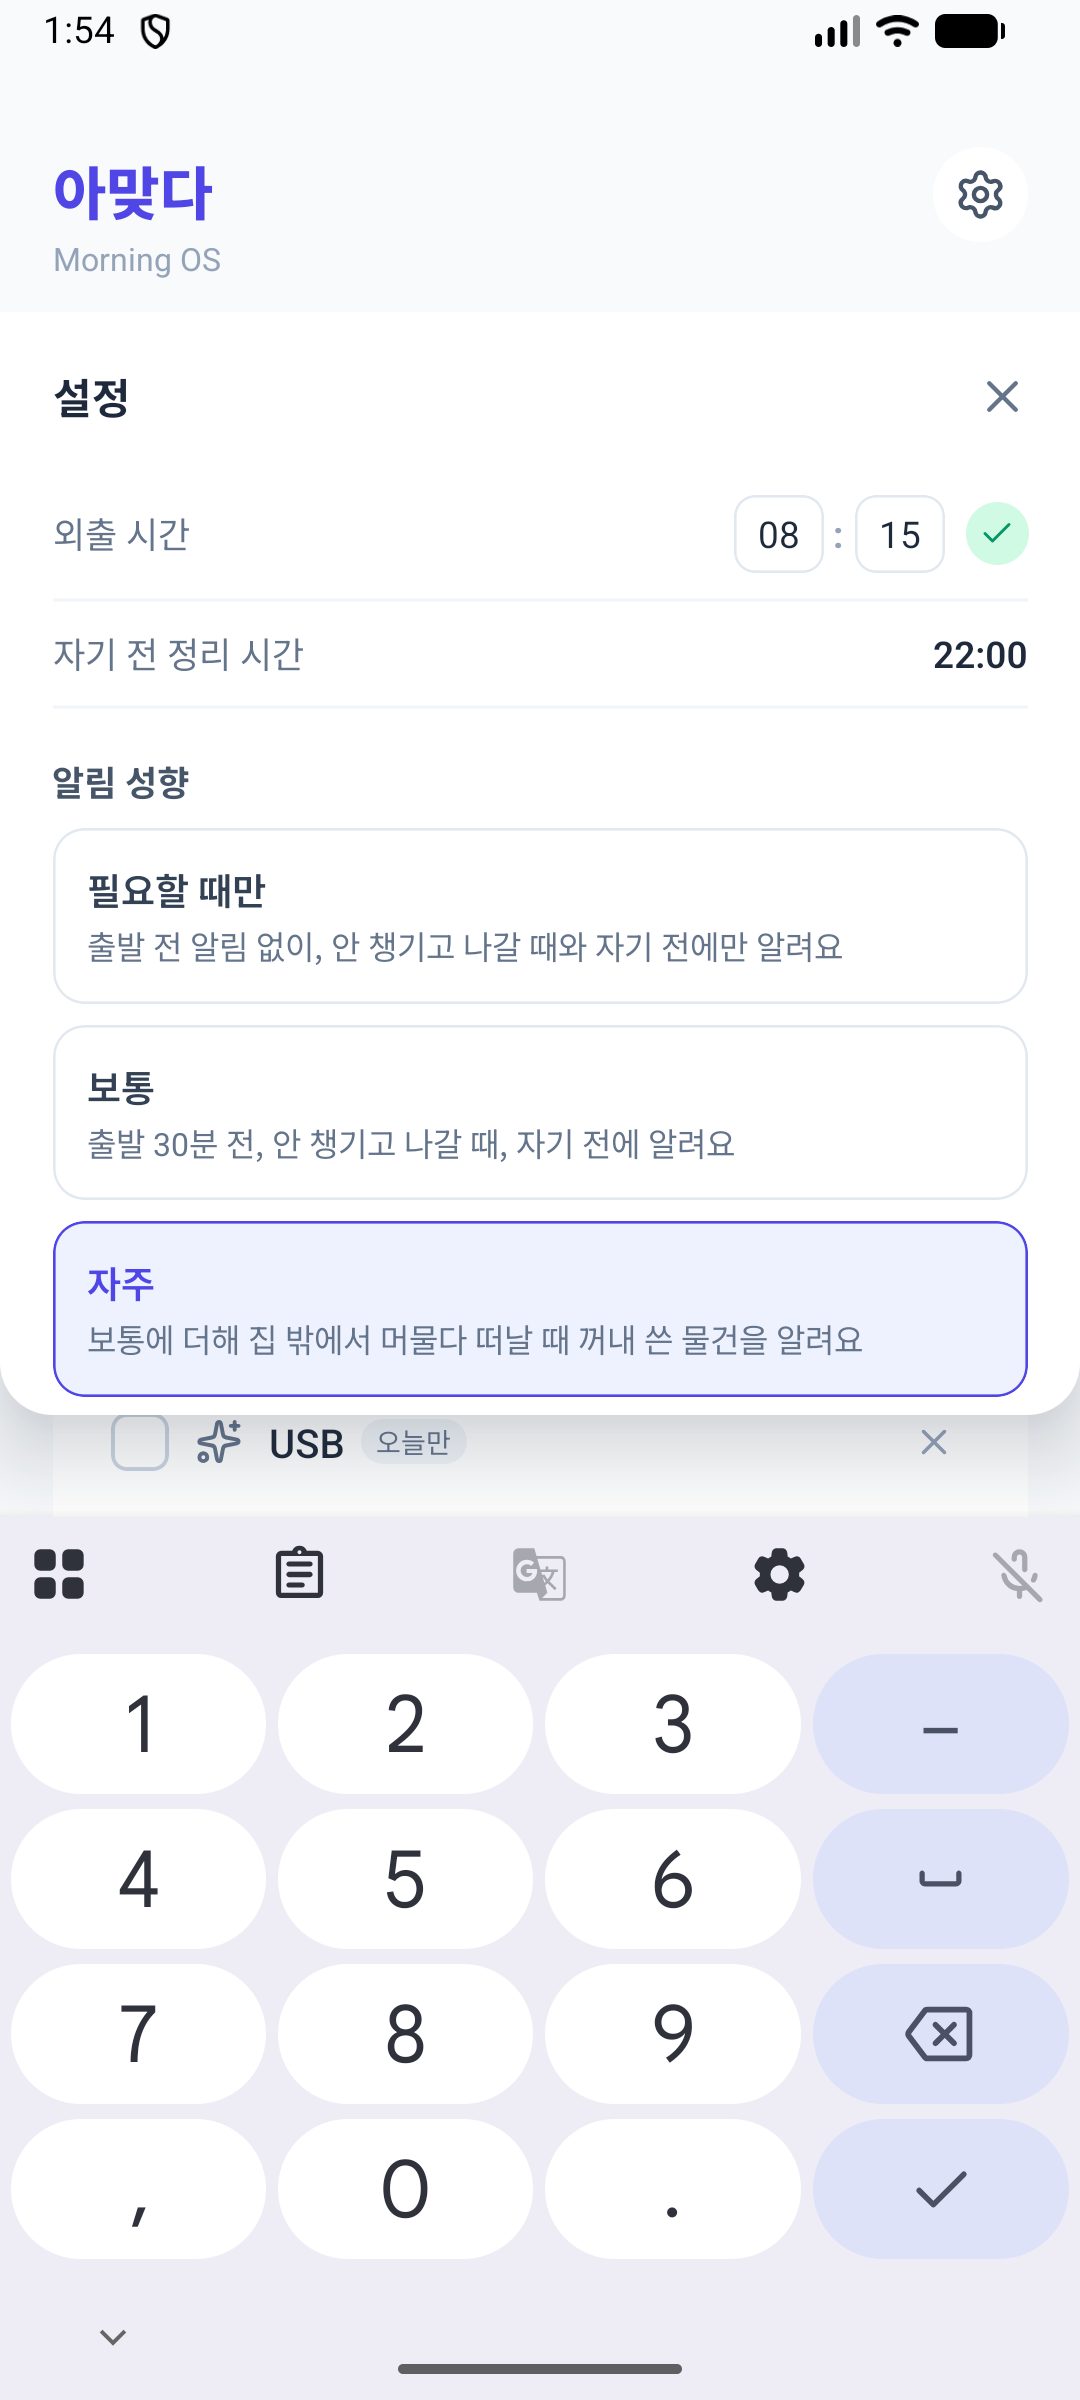 1:54
아맞다
Morning OS
설정
외출 시간
08 : 15
자기 전 정리 시간
22:00
알림 성향
필요할 때만
출발 전 알림 없이, 안 챙기고 나갈 때와 자기 전에만 알려요
보통
출발 30분 전, 안 챙기고 나갈 때, 자기 전에 알려요
자주
보통에 더해 집 밖에서 머물다 떠날 때 꺼내 쓴 물건을 알려요
USB 오늘만
1 2 3 –
4 5 6
7 8 9
, 0 .